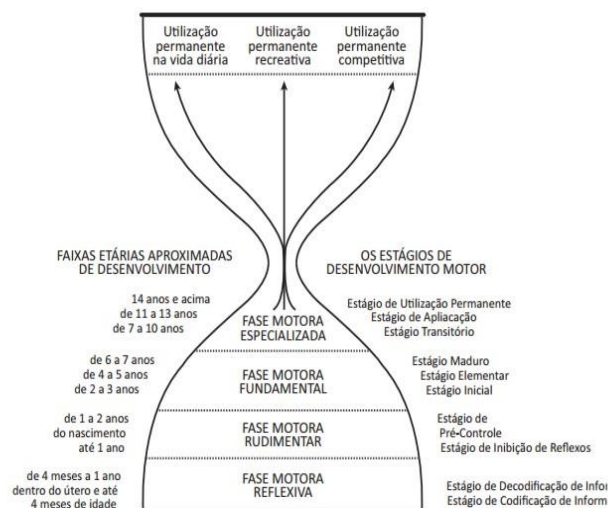 Utilização permanente na vida diária
Utilização permanente recreativa
Utilização permanente competitiva
FAIXAS ETÁRIAS APROXIMADAS
DE DESENVOLVIMENTO
OS ESTÁGIOS DE
DESENVOLVIMENTO MOTOR
14 anos e acima
de 11 a 13 anos
de 7 a 10 anos
FASE MOTORA
ESPECIALIZADA
Estágio de Utilização Permanente
Estágio de Apliacação
Estágio Transitório
de 6 a 7 anos
de 4 a 5 anos
de 2 a 3 anos
FASE MOTORA
FUNDAMENTAL
Estágio Maduro
Estágio Elementar
Estágio Inicial
de 1 a 2 anos
do nascimento
até 1 ano
FASE MOTORA
RUDIMENTAR
Estágio de
Pré-Controle
Estágio de Inibição de Reflexos
de 4 meses a 1 ano
dentro do útero e até
4 meses de idade
FASE MOTORA
REFLEXIVA
Estágio de Decodificação de
Estágio de Codificação de